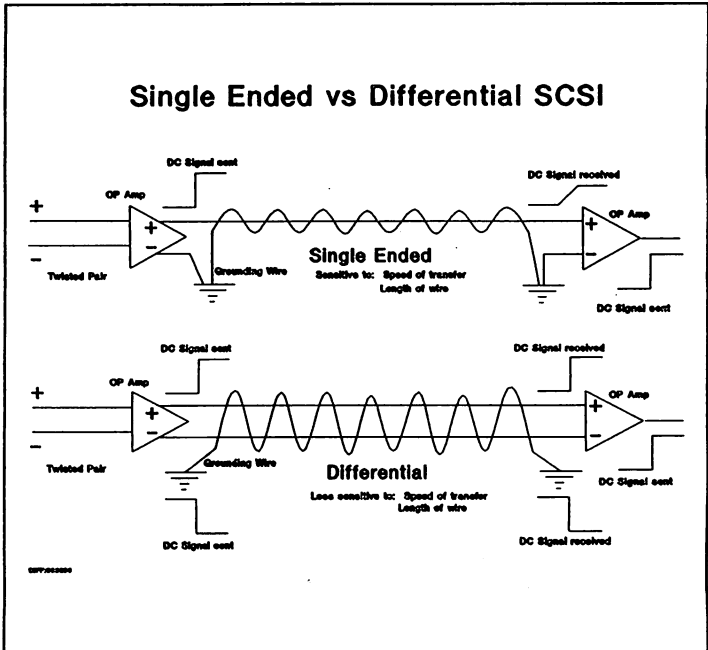 Single Ended vs Differential SCSI
DC Signal sent
DC Signal received
OP Amp
OP Amp
+
+
+
−
−
−
Single Ended
Twisted Pair
Grounding Wire
Sensitive to: Speed of transfer
Length of wire
DC Signal sent
DC Signal sent
DC Signal received
OP Amp
OP Amp
+
+
+
−
−
−
Twisted Pair
Grounding Wire
Differential
DC Signal sent
Less sensitive to: Speed of transfer
Length of wire
DC Signal sent
DC Signal received